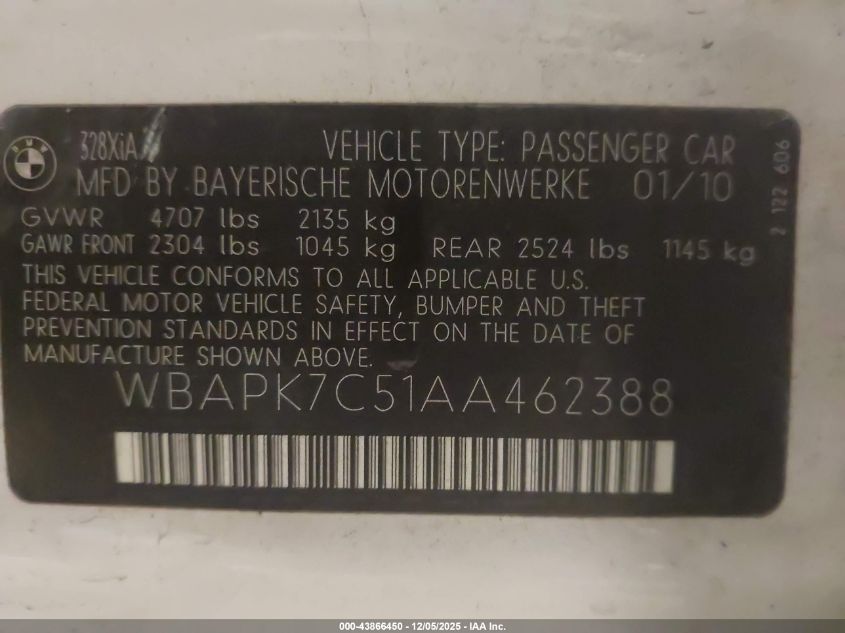 BMW
328XiA VEHICLE TYPE: PASSENGER CAR
MFD BY BAYERISCHE MOTORENWERKE 01/10
GVWR 4707 lbs 2135 kg
GAWR FRONT 2304 lbs 1045 kg REAR 2524 lbs 1145 kg
THIS VEHICLE CONFORMS TO ALL APPLICABLE U.S.
FEDERAL MOTOR VEHICLE SAFETY, BUMPER AND THEFT
PREVENTION STANDARDS IN EFFECT ON THE DATE OF
MANUFACTURE SHOWN ABOVE.
WBAPK7C51AA462388
2 122 606
000-43866450 - 12/05/2025 - IAA Inc.